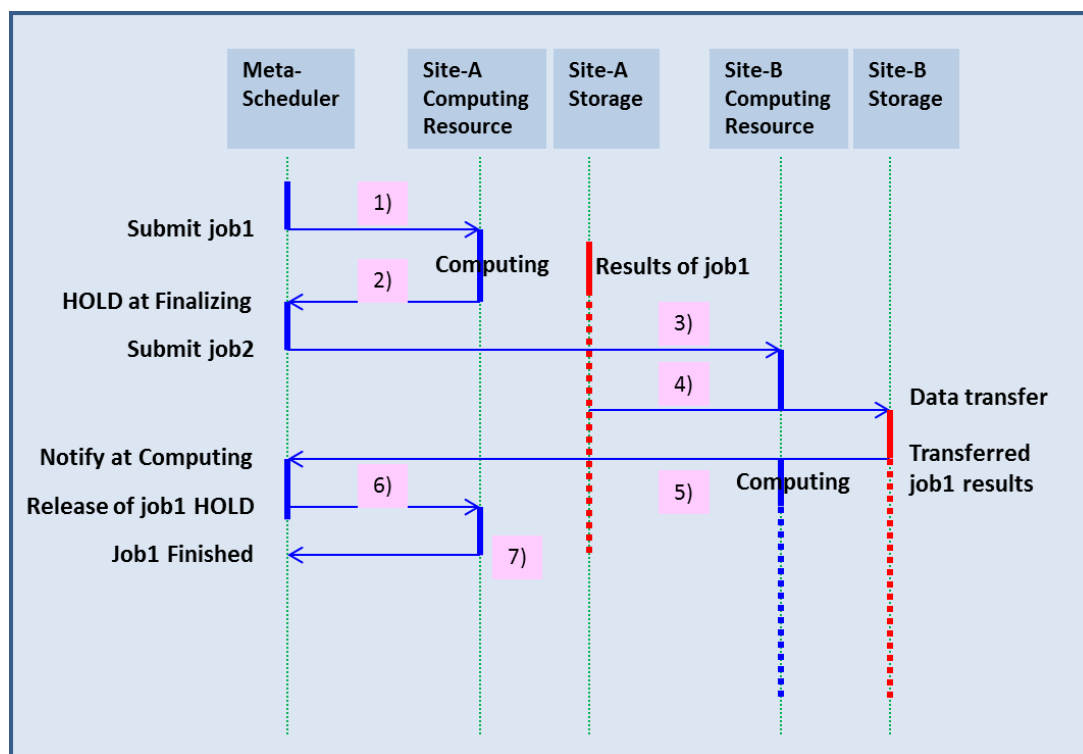 Meta-
Scheduler
Site-A
Computing
Resource
Site-A
Storage
Site-B
Computing
Resource
Site-B
Storage
1)
Submit job1
Computing
Results of job1
2)
HOLD at Finalizing
3)
Submit job2
4)
Data transfer
Notify at Computing
Transferred
job1 results
5)
Computing
6)
Release of job1 HOLD
Job1 Finished
7)